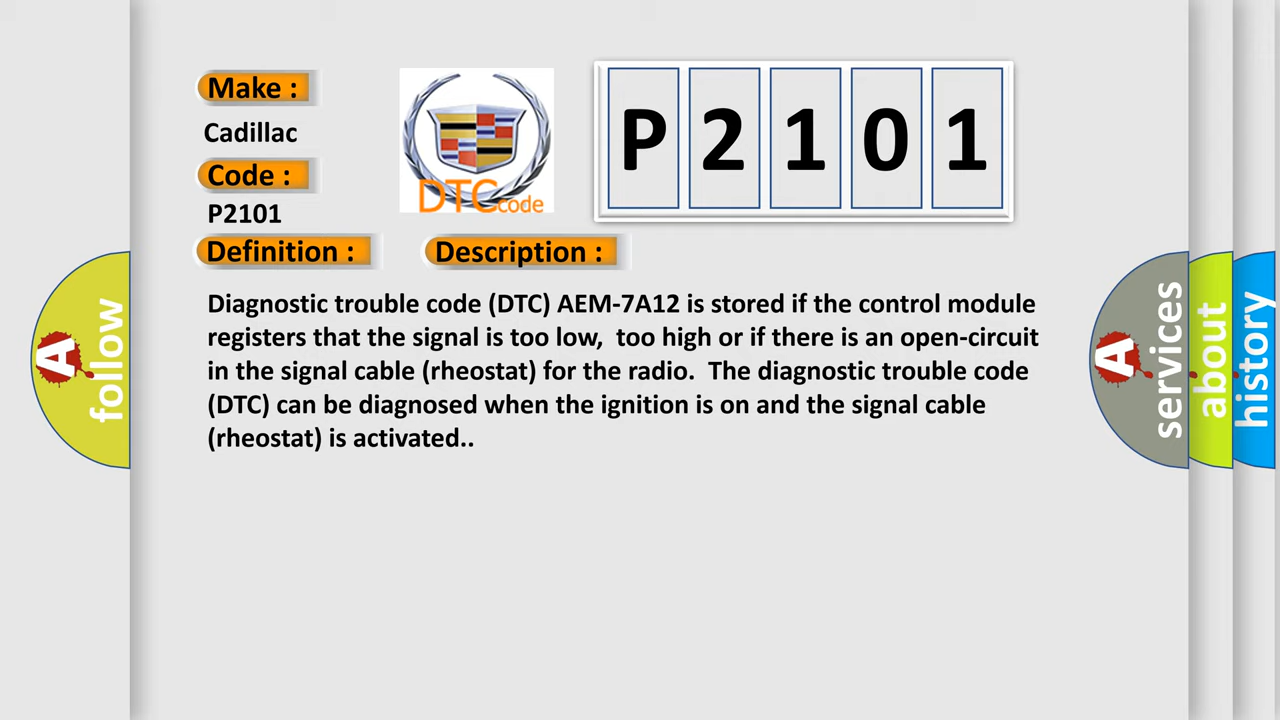 Make :
Cadillac
Code :
P2101
Definition :
Description :
DTC code
P 2 1 0 1
Diagnostic trouble code (DTC) AEM-7A12 is stored if the control module
registers that the signal is too low,  too high or if there is an open-circuit
in the signal cable (rheostat) for the radio.  The diagnostic trouble code
(DTC) can be diagnosed when the ignition is on and the signal cable
(rheostat) is activated..
A follow
A services
about
history